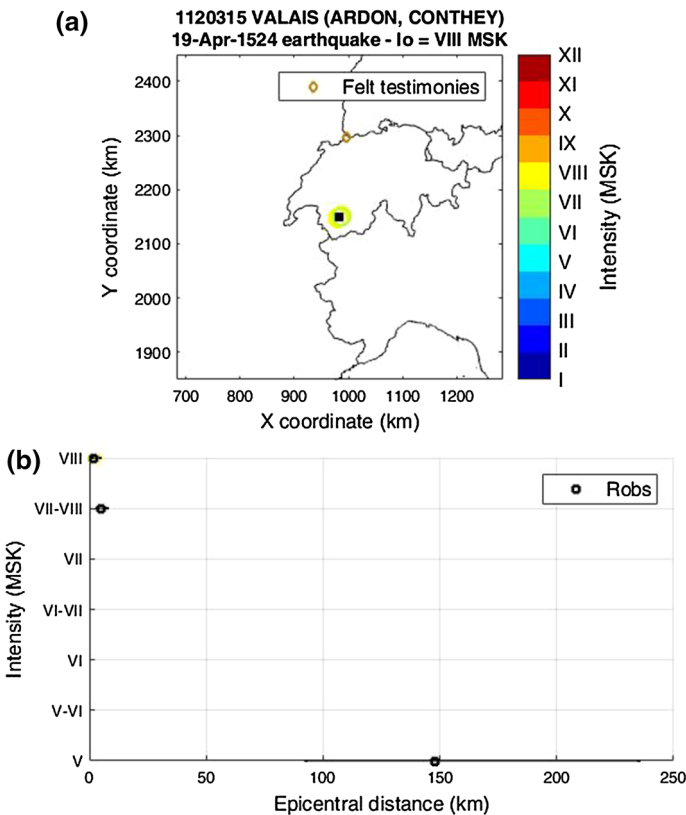 (a)
1120315 VALAIS (ARDON, CONTHEY)
19-Apr-1524 earthquake - Io = VIII MSK
Felt testimonies
2400
2300
2200
2100
2000
1900
Y coordinate (km)
700 800 900 1000 1100 1200
X coordinate (km)
XII
XI
X
IX
VIII
VII
VI
V
IV
III
II
I
Intensity (MSK)
(b)
Robs
VIII
VII-VIII
VII
VI-VII
VI
V-VI
V
Intensity (MSK)
0 50 100 150 200 250
Epicentral distance (km)